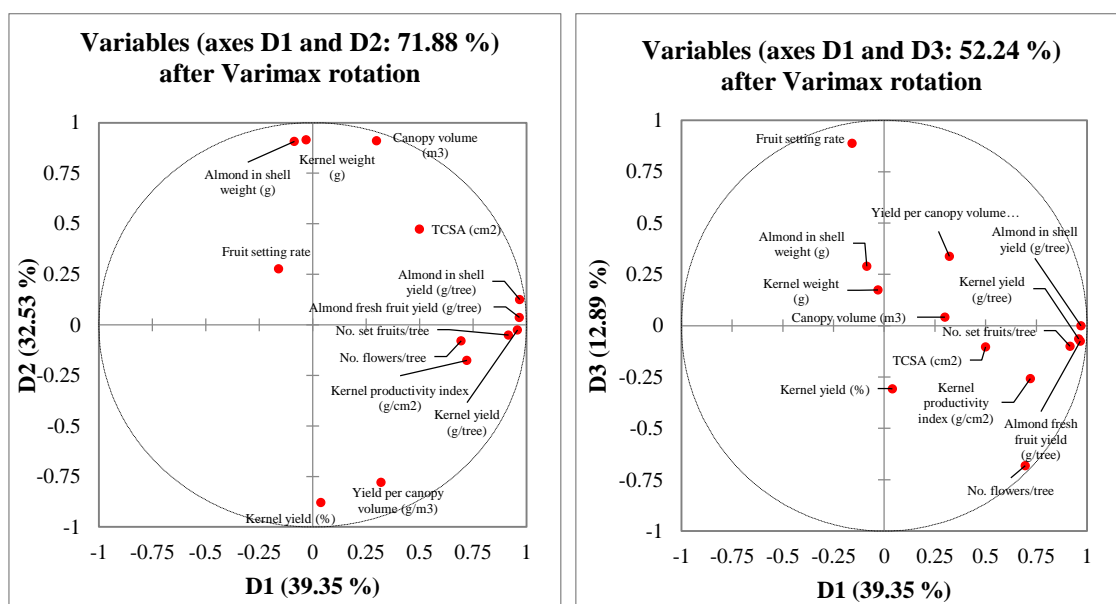 Variables (axes D1 and D2: 71.88 %)
after Varimax rotation
D2 (32.53 %)
1
0.75
0.5
0.25
0
-0.25
-0.5
-0.75
-1
Canopy volume
(m3)
Kernel weight
(g)
Almond in shell
weight (g)
TCSA (cm2)
Fruit setting rate
Almond in shell
yield (g/tree)
Almond fresh fruit yield (g/tree)
No. set fruits/tree
No. flowers/tree
Kernel productivity index
(g/cm2)
Kernel yield
(g/tree)
Yield per canopy
volume (g/m3)
Kernel yield (%)
-1
-0.75
-0.5
-0.25
0
0.25
0.5
0.75
1
D1 (39.35 %)
Variables (axes D1 and D3: 52.24 %)
after Varimax rotation
D3 (12.89 %)
1
0.75
0.5
0.25
0
-0.25
-0.5
-0.75
-1
Fruit setting rate
Yield per canopy volume…
Almond in shell
yield (g/tree)
Almond in shell
weight (g)
Kernel weight
(g)
Kernel yield
(g/tree)
Canopy volume (m3)
No. set fruits/tree
TCSA (cm2)
Kernel yield (%)
Kernel
productivity
index (g/cm2)
Almond fresh
fruit yield
(g/tree)
No. flowers/tree
-1
-0.75
-0.5
-0.25
0
0.25
0.5
0.75
1
D1 (39.35 %)